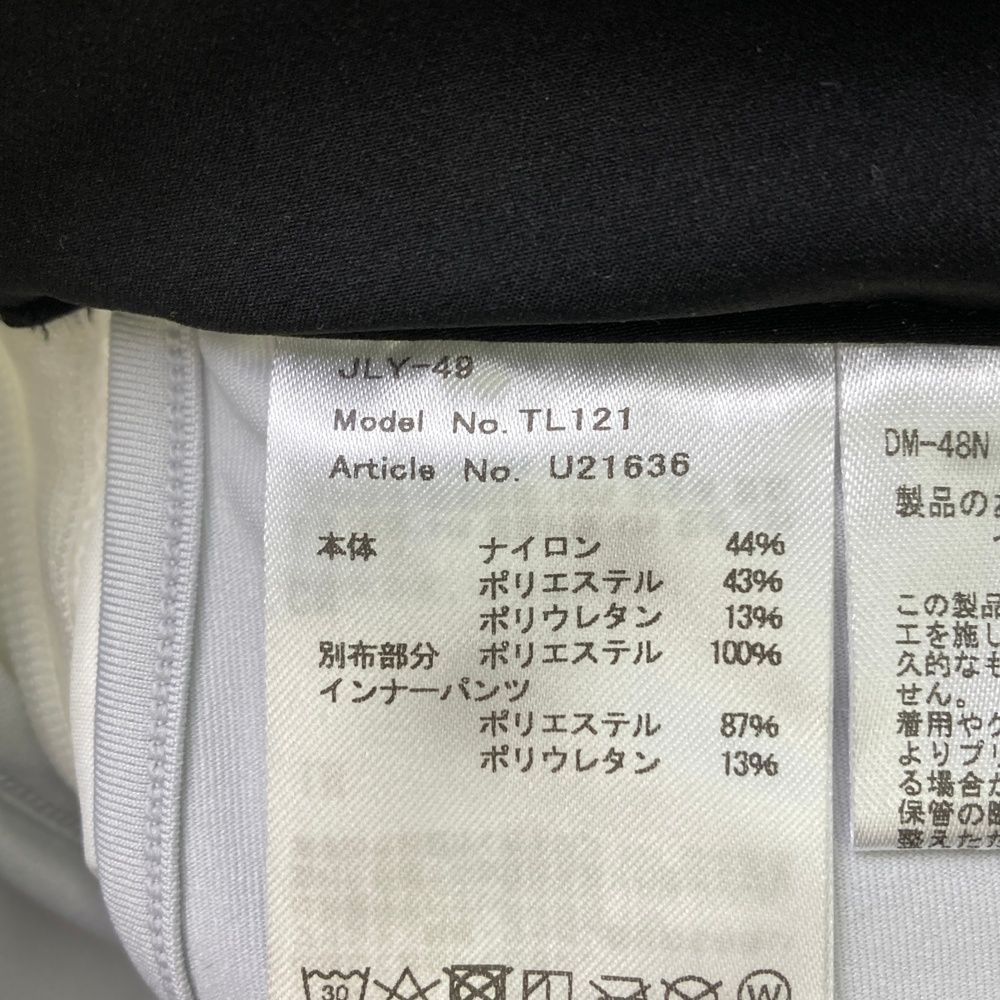 JLY-49
Model No. TL121
Article No. U21636
本体 ナイロン 44%
ポリエステル 43%
ポリウレタン 13%
別布部分 ポリエステル 100%
インナーパンツ
ポリエステル 87%
ポリウレタン 13%
30
W
DM-48N
製品の
この製品
工を施し
久的なも
せん。
着用や
よりプリ
る場合
保管の
整えた